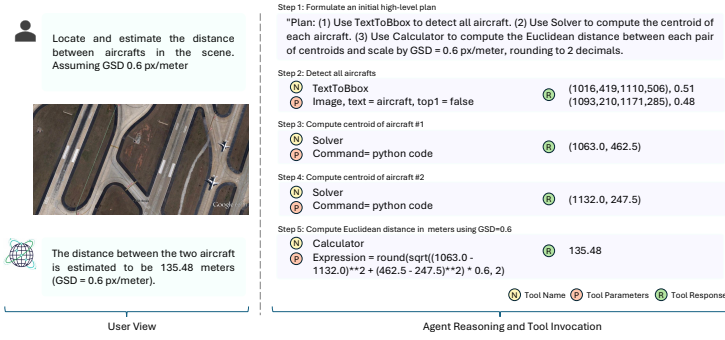 Locate and estimate the distance
between aircrafts in the scene.
Assuming GSD 0.6 px/meter
Google
The distance between the two aircraft
is estimated to be 135.48 meters
(GSD = 0.6 px/meter).
User View
Step 1: Formulate an initial high-level plan
"Plan: (1) Use TextToBbox to detect all aircraft. (2) Use Solver to compute the centroid of
each aircraft. (3) Use Calculator to compute the Euclidean distance between each pair
of centroids and scale by GSD = 0.6 px/meter, rounding to 2 decimals.
Step 2: Detect all aircrafts
N TextToBbox
P Image, text = aircraft, top1 = false
R (1016,419,1110,506), 0.51
(1093,210,1171,285), 0.48
Step 3: Compute centroid of aircraft #1
N Solver
P Command= python code
R (1063.0, 462.5)
Step 4: Compute centroid of aircraft #2
N Solver
P Command= python code
R (1132.0, 247.5)
Step 5: Compute Euclidean distance in meters using GSD=0.6
N Calculator
P Expression = round(sqrt((1063.0 -
1132.0)**2 + (462.5 - 247.5)**2) * 0.6, 2)
R 135.48
N Tool Name P Tool Parameters R Tool Response
Agent Reasoning and Tool Invocation